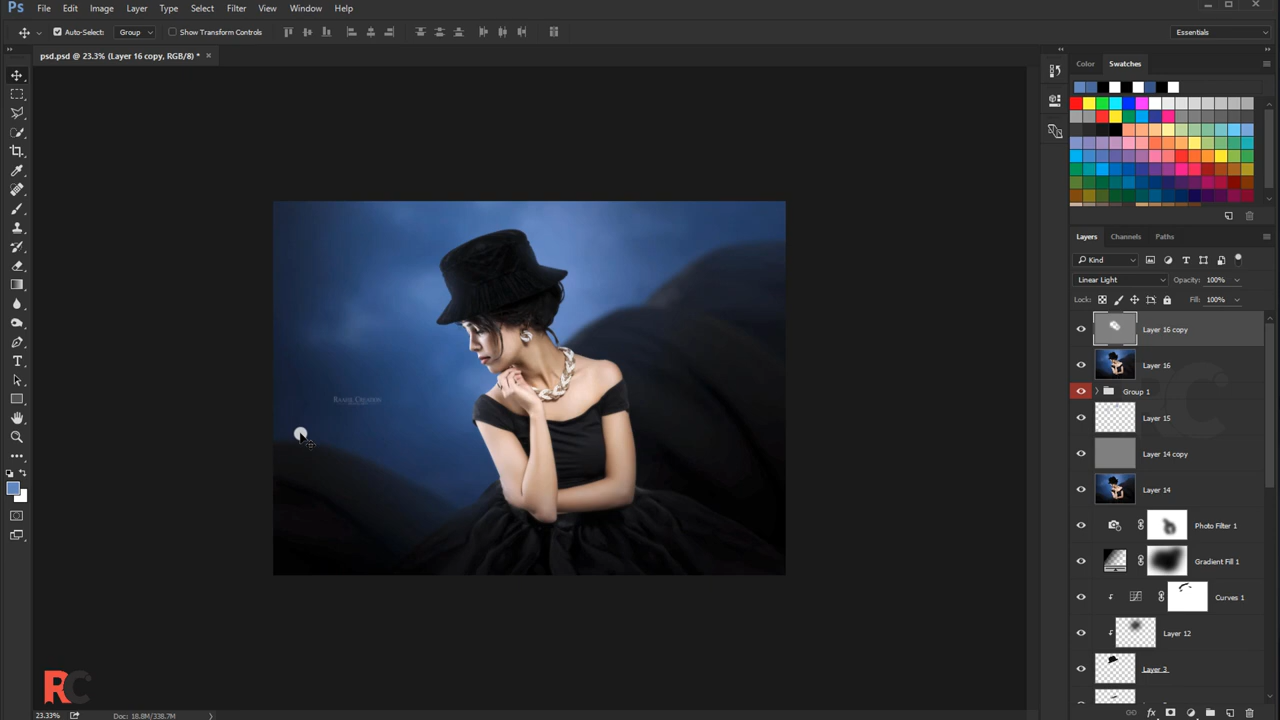 Ps File Edit Image Layer Type Select Filter View Window Help
Auto-Select: Group Show Transform Controls Essentials
psd.psd @ 23.3% (Layer 16 copy, RGB/8) * ×
Color Swatches
Layers Channels Paths
Kind
Linear Light Opacity: 100%
Lock: Fill: 100%
Layer 16 copy
Layer 16
Group 1
Layer 15
Layer 14 copy
Layer 14
Photo Filter 1
Gradient Fill 1
Curves 1
Layer 12
Layer 3
RC
23.33% Doc: 18.8M/338.7M